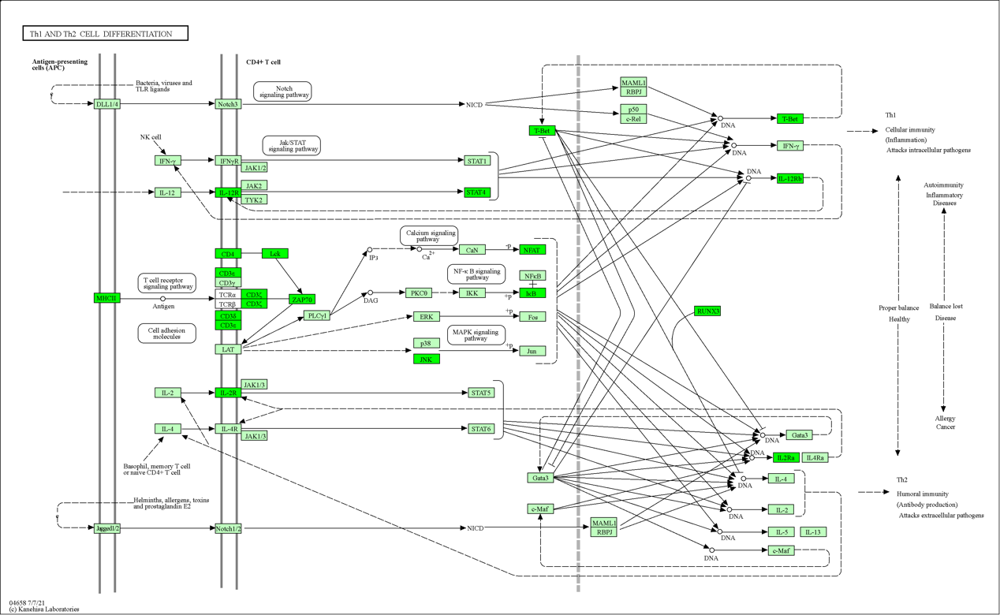 Th1 AND Th2 CELL DIFFERENTIATION
Antigen-presenting
cells (APC)
CD4+ T cell
Bacteria, viruses and
TLR ligands
Notch
signaling pathway
DLL1/4
Notch3
NICD
MAML1
RBPJ
p50
c-Rel
DNA
T-Bet
T-Bet
Th1
Cellular immunity
(Inflammation)
Attacks intracellular pathogens
NK cell
Jak/STAT
signaling pathway
IFN-γ
IFNγR
JAK1/2
STAT1
DNA
IFN-γ
IL-12
IL-12R
JAK2
TYK2
STAT4
DNA
IL-12Rb
Autoimmunity
Inflammatory
Diseases
Calcium signaling
pathway
CD4
Lck
IP3
Ca2+
CaN
-p
NFAT
CD3ε
CD3γ
T cell receptor
signaling pathway
NF-κ B signaling
pathway
NFκB
MHCII
Antigen
TCRα
TCRβ
CD3ζ
CD3ζ
ZAP70
DAG
PKCθ
IKK
+p
IκB
CD3δ
CD3ε
PLCγ1
ERK
+p
Fos
RUNX3
Proper balance
Healthy
Balance lost
Disease
Cell adhesion
molecules
MAPK signaling
pathway
LAT
p38
JNK
+p
Jun
IL-2
IL-2R
JAK1/3
STAT5
IL-4
IL-4R
JAK1/3
STAT6
DNA
Gata3
Allergy
Cancer
DNA
IL2Ra
IL4Ra
Basophil, memory T cell
or naive CD4+ T cell
Gata3
DNA
IL-4
Th2
Humoral immunity
(Antibody production)
Attacks extracellular pathogens
Helminths, allergens, toxins
and prostaglandin E2
c-Maf
DNA
IL-2
Jagged1/2
Notch1/2
NICD
MAML1
RBPJ
DNA
IL-5
IL-13
DNA
c-Maf
04658 7/7/21
(c) Kanehisa Laboratories